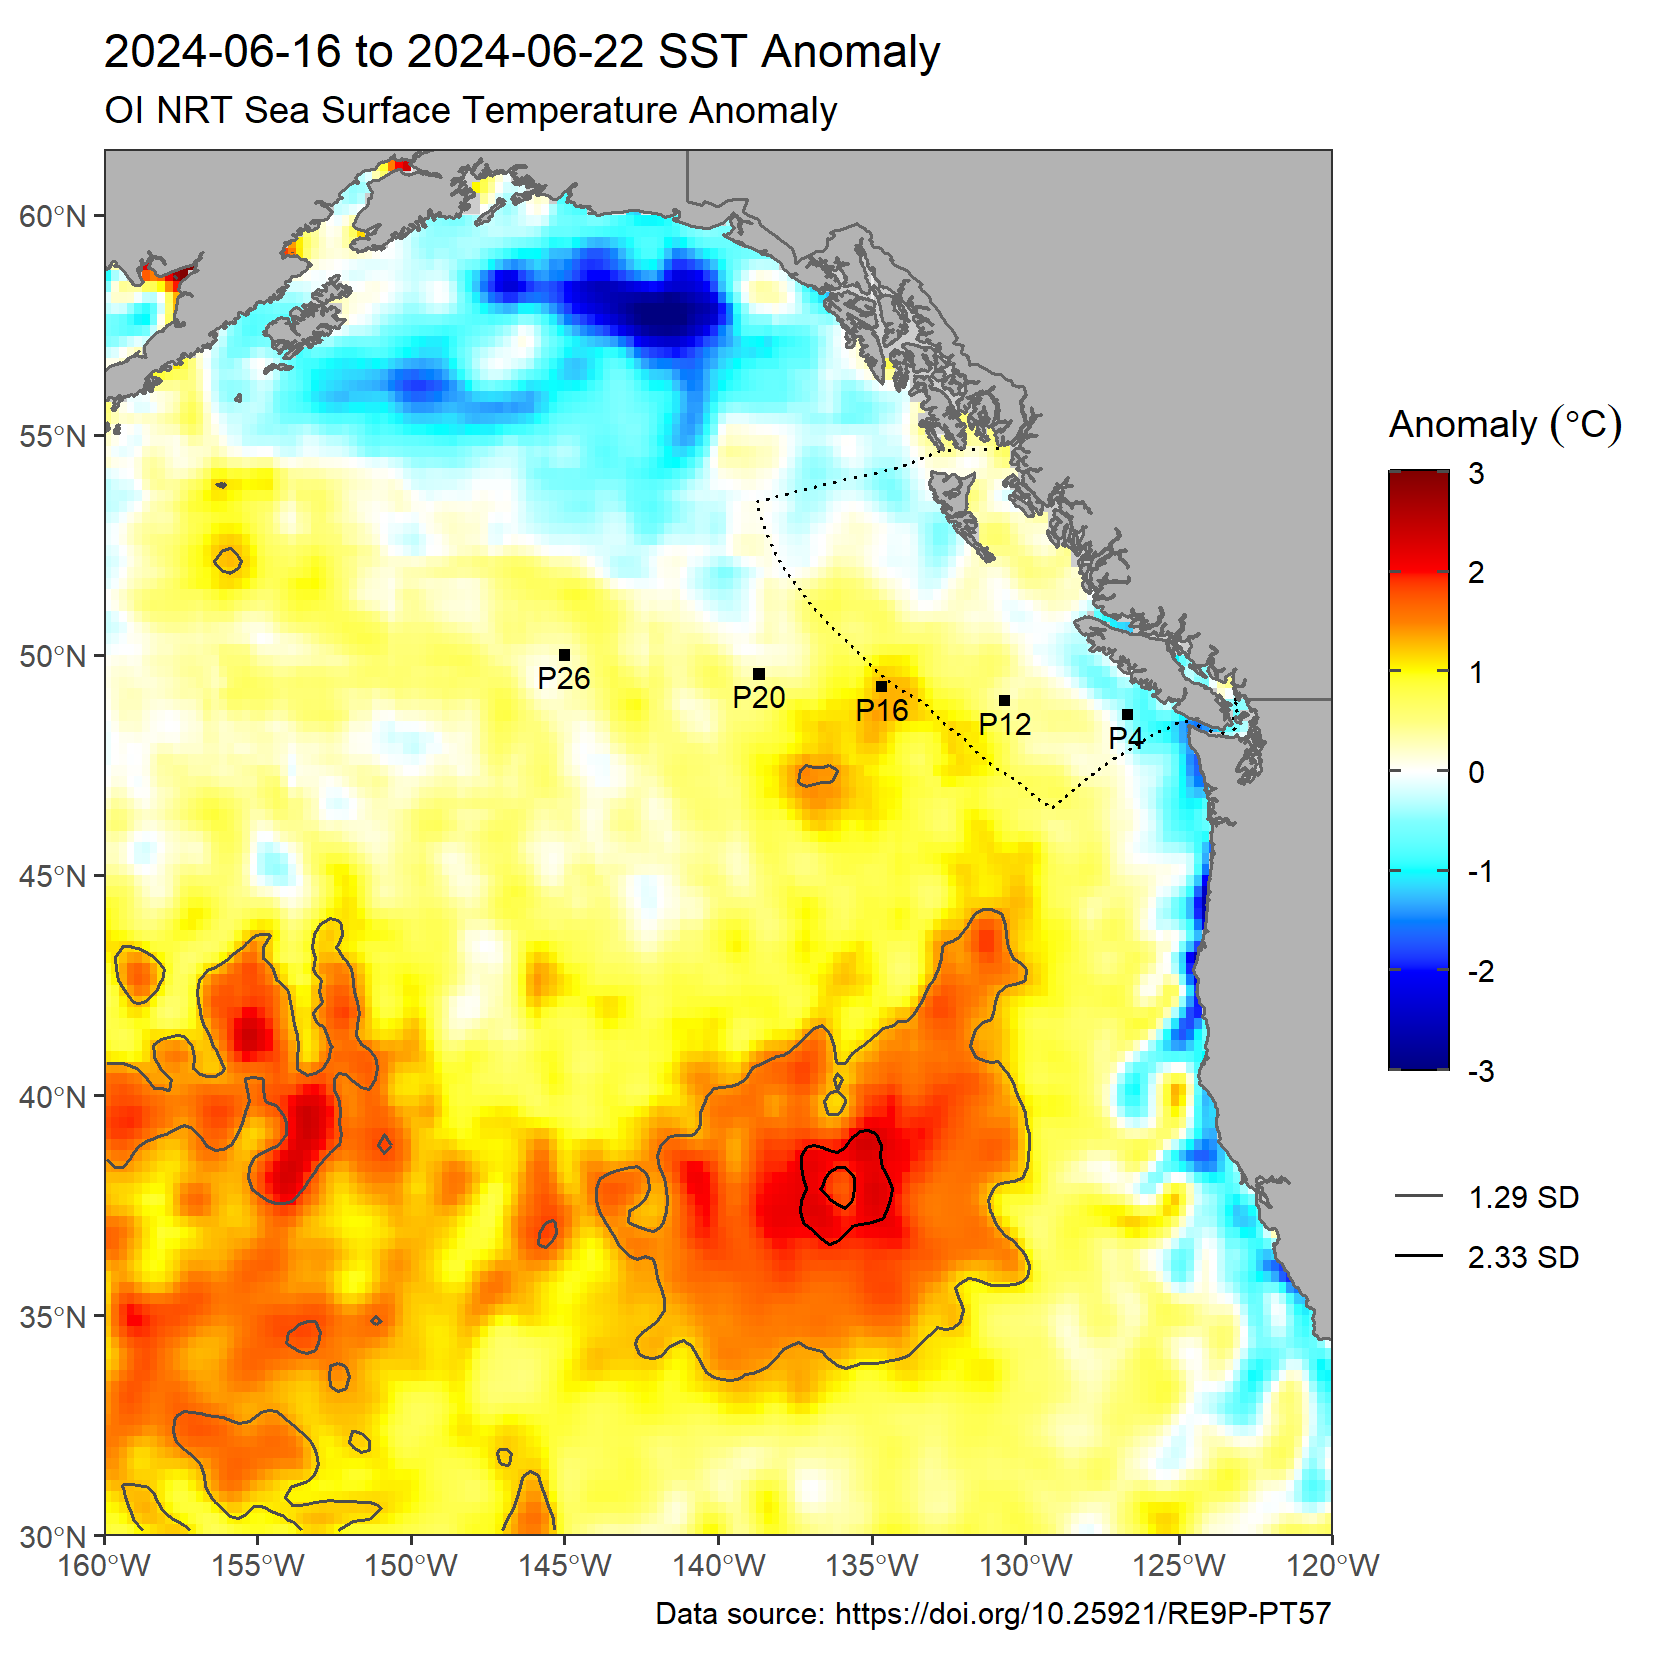 2024-06-16 to 2024-06-22 SST Anomaly
OI NRT Sea Surface Temperature Anomaly
60°N
55°N
50°N
45°N
40°N
35°N
30°N
160°W 155°W 150°W 145°W 140°W 135°W 130°W 125°W 120°W
P26
P20
P16
P12
P4
Anomaly (°C)
3
2
1
0
-1
-2
-3
1.29 SD
2.33 SD
Data source: https://doi.org/10.25921/RE9P-PT57